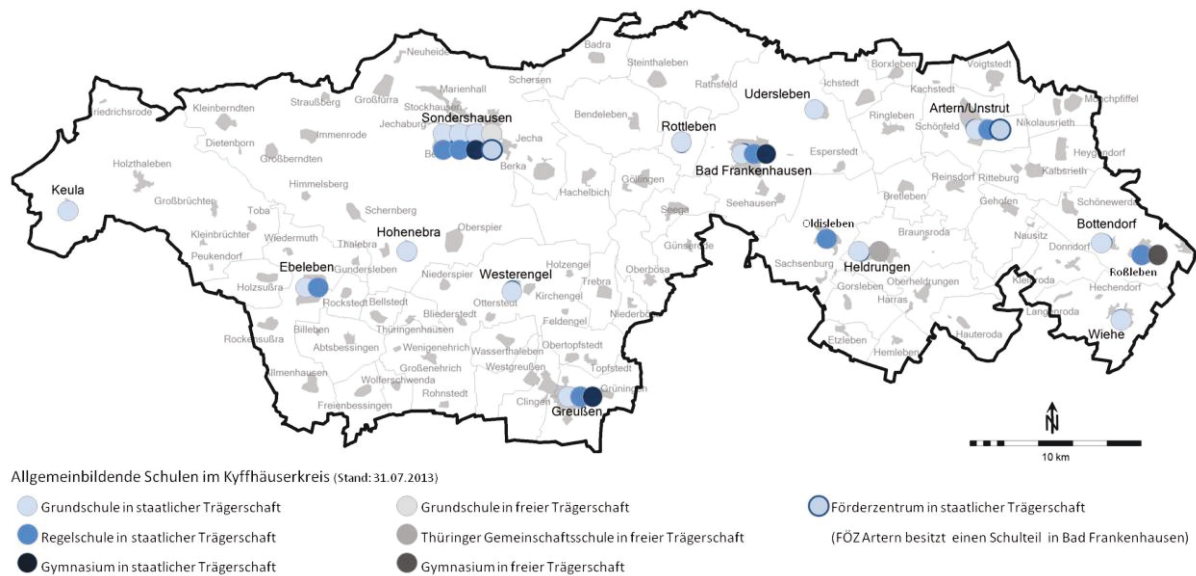 Badra
Neuheide
Steinthaleben
Borxleben
Voigtstedt
Schersen
Rathsfeld
Ichstedt
Kachstedt
Marienhall
Udersleben
Mönchpfiffel
Friedrichsrode
Kleinberndten
Straußberg
Großfurra
Stockhausen
Artern/Unstrut
Bendeleben
Ringleben
Schönfeld
Nikolausrieth
Sondershausen
Jechaburg
Immenrode
Dietenborn
Jecha
Rottleben
Holzthaleben
Großberndten
Be
Berka
Bad Frankenhausen
Esperstedt
Heygendorf
Kalbsrieth
Keula
Himmelsberg
Hachelbich
Göllingen
Reinsdorf
Ritteburg
Seehausen
Bretleben
Großbrüchter
Toba
Schernberg
Seega
Gehofen
Schönewerda
Kleinbrüchter
Wiedermuth
Oberspier
Hohenebra
Günserode
Oldisleben
Braunsroda
Nausitz
Bottendorf
Donndorf
Peukendorf
Thalebra
Ebeleben
Gundersleben
Holzengel
Sachsenburg
Heldrungen
Roßleben
Niederspier
Westerengel
Oberbösa
Oberheldrungen
Kleinroda
Hechendorf
Holzsußra
Rockstedt
Bellstedt
Otterstedt
Kirchengel
Trebra
Gorsleben
Harras
Langenroda
Bliederstedt
Feldengel
Niederbö
Wiehe
Billeben
Thüringenhausen
Etzleben
Hauteroda
Rockensußra
Abtsbessingen
Wenigenehrich
Wasserthaleben
Obertopfstedt
Hemleben
Großenehrich
Westgreußen
Topfstedt
Allmenhausen
Wolferschwenda
Grüningen
Freienbessingen
Rohnstedt
Clingen
Greußen
N
10 km
Allgemeinbildende Schulen im Kyffhäuserkreis (Stand: 31.07.2013)
Grundschule in staatlicher Trägerschaft
Grundschule in freier Trägerschaft
Förderzentrum in staatlicher Trägerschaft
Regelschule in staatlicher Trägerschaft
Thüringer Gemeinschaftsschule in freier Trägerschaft
(FÖZ Artern besitzt einen Schulteil in Bad Frankenhausen)
Gymnasium in staatlicher Trägerschaft
Gymnasium in freier Trägerschaft